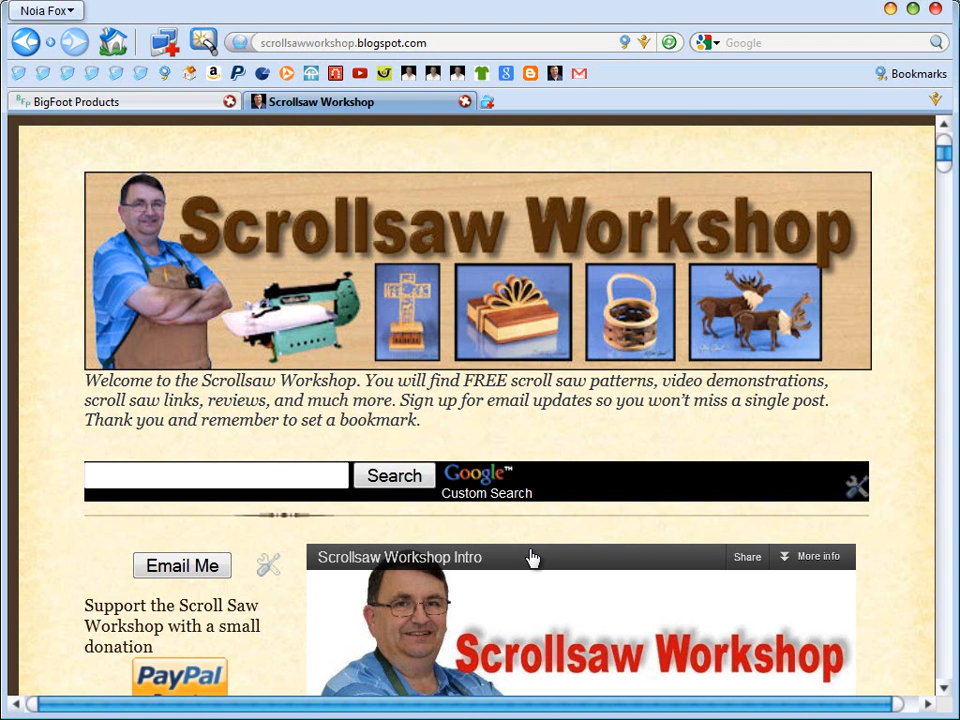 Noia Fox
scrollsawworkshop.blogspot.com
Google
Bookmarks
BigFoot Products
Scrollsaw Workshop
Scrollsaw Workshop
Welcome to the Scrollsaw Workshop. You will find FREE scroll saw patterns, video demonstrations,
scroll saw links, reviews, and much more. Sign up for email updates so you won't miss a single post.
Thank you and remember to set a bookmark.
Search
Google™
Custom Search
Email Me
Scrollsaw Workshop Intro
Share
More info
Support the Scroll Saw
Workshop with a small
donation
PayPal
Scrollsaw Workshop